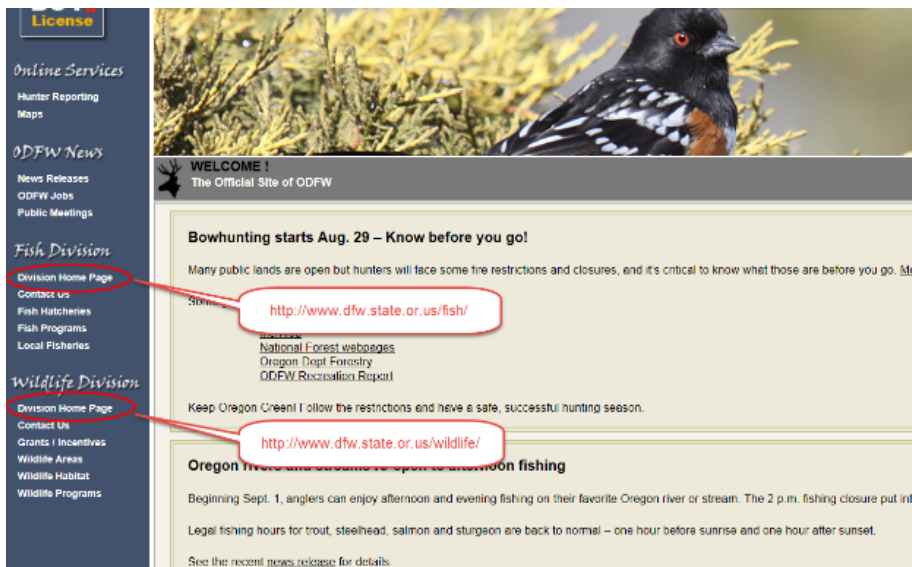 License
Online Services
Hunter Reporting
Maps
ODFW News
News Releases
ODFW Jobs
Public Meetings
Fish Division
Division Home Page
Contact Us
Fish Hatcheries
Fish Programs
Local Fisheries
Wildlife Division
Division Home Page
Contact Us
Grants / Incentives
Wildlife Areas
Wildlife Habitat
Wildlife Programs
WELCOME !
The Official Site of ODFW
Bowhunting starts Aug. 29 – Know before you go!
Many public lands are open but hunters will face some fire restrictions and closures, and it's critical to know what those are before you go.
http://www.dfw.state.or.us/fish/
National Forest webpages
Oregon Dept Forestry
ODFW Recreation Report
Keep Oregon Green! Follow the restrictions and have a safe, successful hunting season.
http://www.dfw.state.or.us/wildlife/
Oregon rivers and streams re-open to afternoon fishing
Beginning Sept. 1, anglers can enjoy afternoon and evening fishing on their favorite Oregon river or stream. The 2 p.m. fishing closure put
Legal fishing hours for trout, steelhead, salmon and sturgeon are back to normal – one hour before sunrise and one hour after sunset.
See the recent news release for details